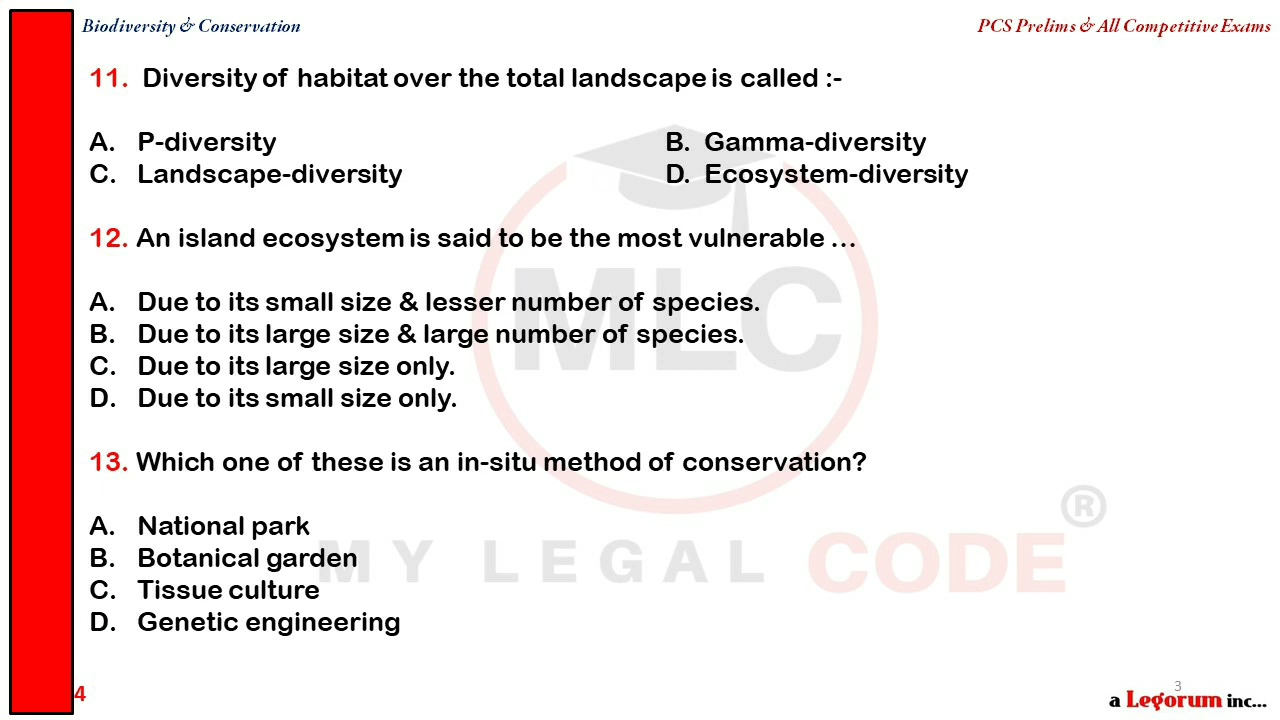 Biodiversity & Conservation
PCS Prelims & All Competitive Exams
11. Diversity of habitat over the total landscape is called :-
A. P-diversity
B. Gamma-diversity
C. Landscape-diversity
D. Ecosystem-diversity
12. An island ecosystem is said to be the most vulnerable ...
A. Due to its small size & lesser number of species.
B. Due to its large size & large number of species.
C. Due to its large size only.
D. Due to its small size only.
13. Which one of these is an in-situ method of conservation?
A. National park
B. Botanical garden
C. Tissue culture
D. Genetic engineering
MLC
MY LEGAL CODE ®
4
3
a Legorum inc...